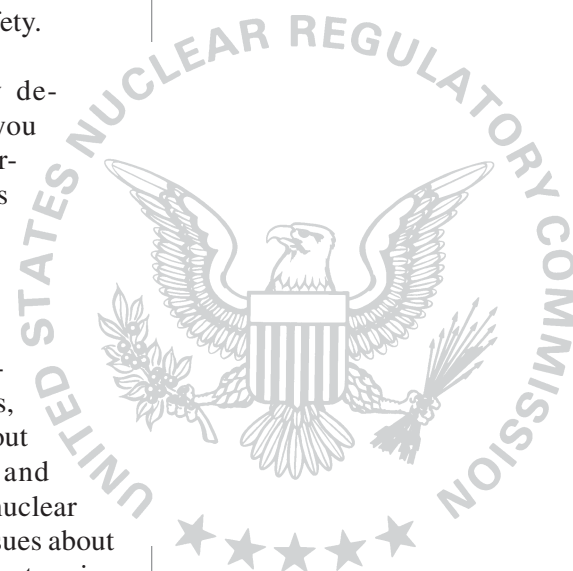 UNITED STATES NUCLEAR REGULATORY COMMISSION
fety.
de-
you
r-
s
-
s,
out
and
nuclear
sues about